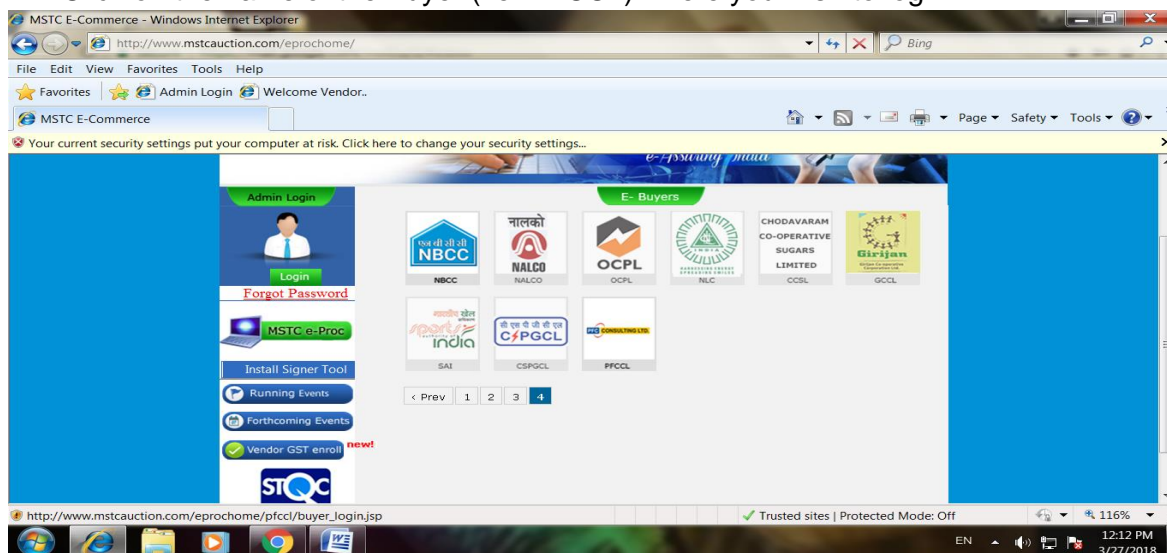 MSTC E-Commerce - Windows Internet Explorer
http://www.mstcauction.com/eprochome/
Bing
File Edit View Favorites Tools Help
Favorites Admin Login Welcome Vendor..
MSTC E-Commerce
Page Safety Tools
Your current security settings put your computer at risk. Click here to change your security settings...
Admin Login
E- Buyers
Login
Forgot Password
MSTC e-Proc
Install Signer Tool
Running Events
Forthcoming Events
Vendor GST enroll new!
STQC
एन बी सी सी
NBCC
NBCC
नालको
NALCO
NALCO
OCPL
OCPL
INDIA
NLC
CHODAVARAM
CO-OPERATIVE
SUGARS
LIMITED
CCSL
Girijan
GCCL
खेल
sports
india
SAI
सी एस पी जी सी एल
CSPGCL
CSPGCL
PFC CONSULTING LTD.
PFCCL
‹ Prev 1 2 3 4
http://www.mstcauction.com/eprochome/pfccl/buyer_login.jsp
Trusted sites | Protected Mode: Off
116%
EN
12:12 PM
3/27/2018